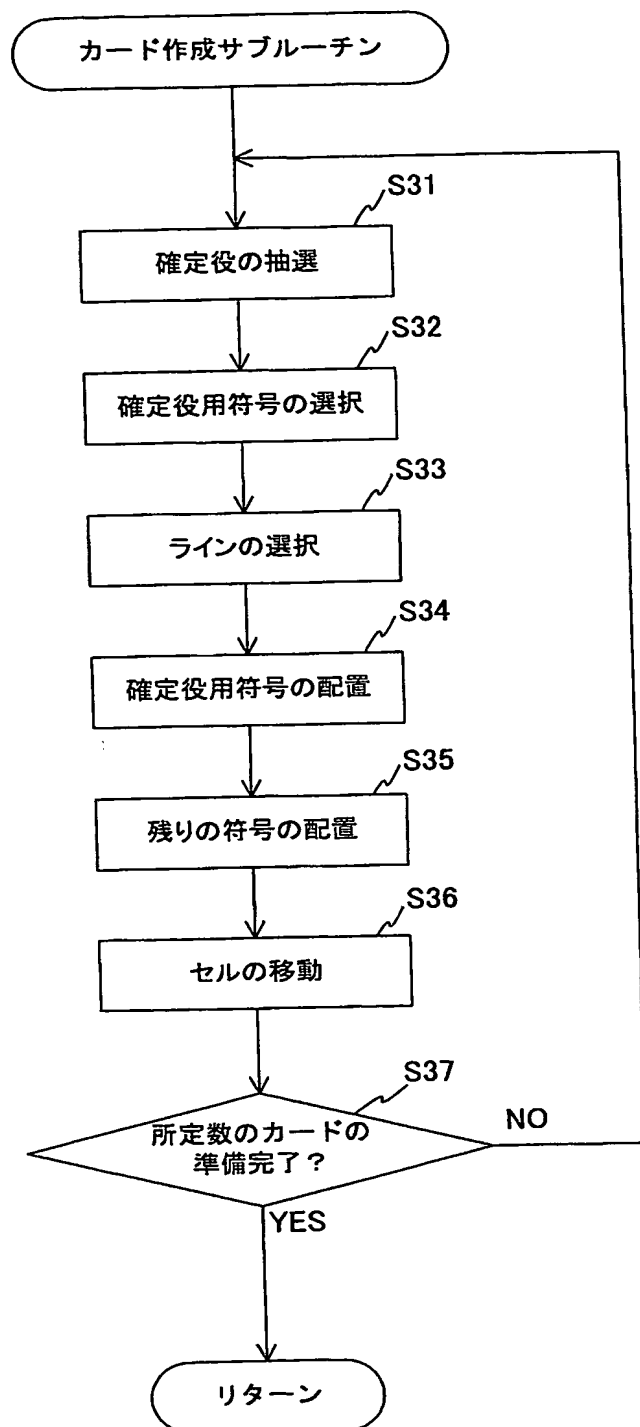 カード作成サブルーチン
S31
確定役の抽選
S32
確定役用符号の選択
S33
ラインの選択
S34
確定役用符号の配置
S35
残りの符号の配置
S36
セルの移動
S37
所定数のカードの
準備完了?
NO
YES
リターン